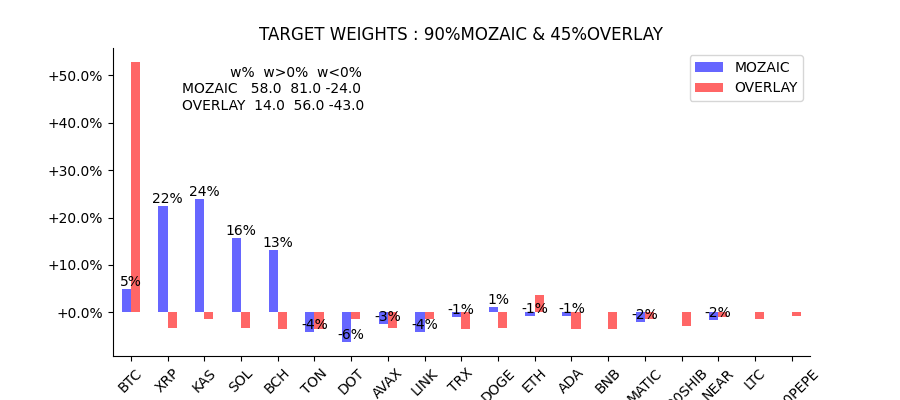 TARGET WEIGHTS : 90%MOZAIC & 45%OVERLAY
+50.0%
+40.0%
+30.0%
+20.0%
+10.0%
+0.0%
w% w>0% w<0%
MOZAIC 58.0 81.0 -24.0
OVERLAY 14.0 56.0 -43.0
MOZAIC
OVERLAY
5%
22%
24%
16%
13%
-4%
-6%
-3%
-4%
-1%
1%
-1%
-1%
-2%
-2%
BTC
XRP
KAS
SOL
BCH
TON
DOT
AVAX
LINK
TRX
DOGE
ETH
ADA
BNB
MATIC
0SHIB
NEAR
LTC
0PEPE